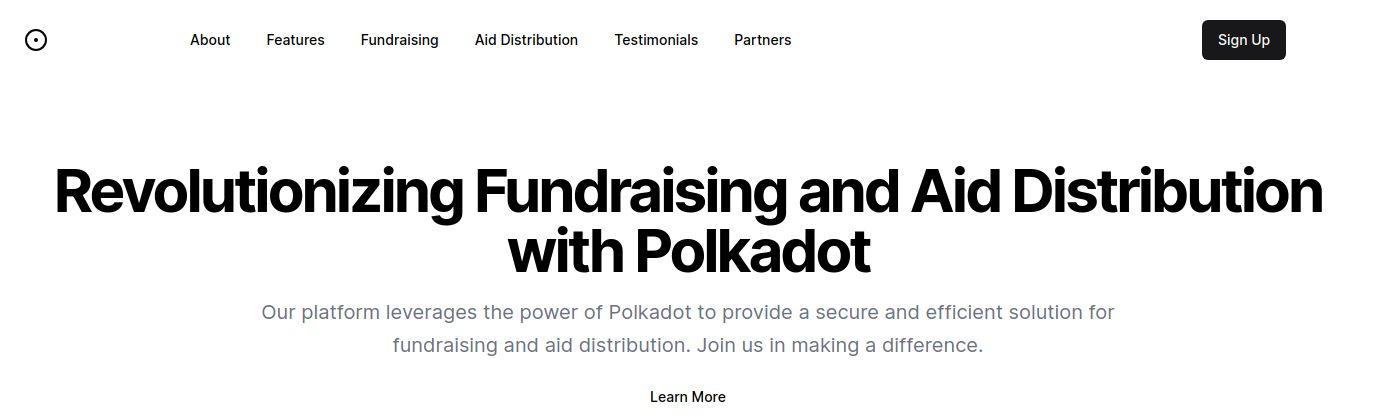 About Features Fundraising Aid Distribution Testimonials Partners Sign Up
Revolutionizing Fundraising and Aid Distribution
with Polkadot
Our platform leverages the power of Polkadot to provide a secure and efficient solution for
fundraising and aid distribution. Join us in making a difference.
Learn More